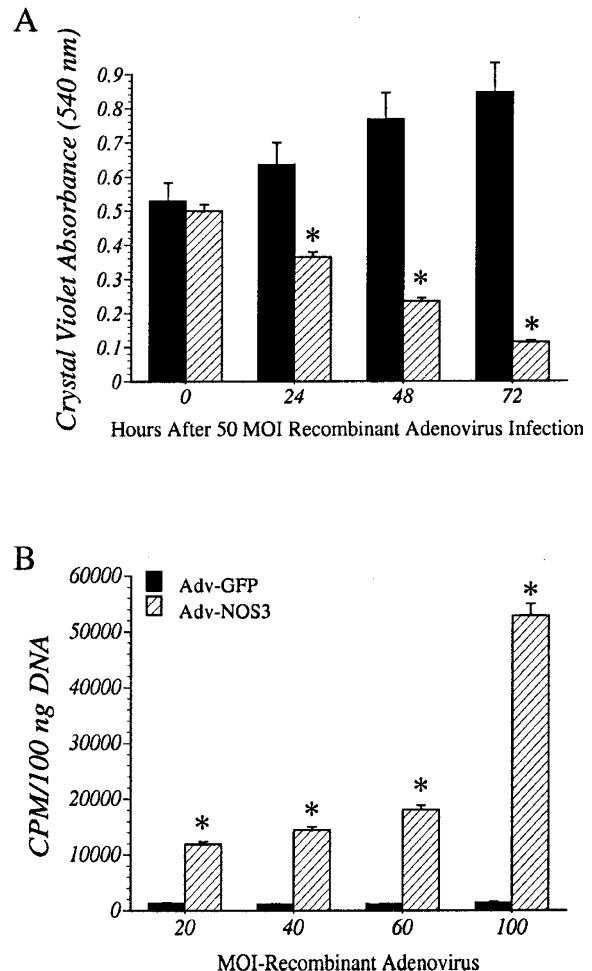 A
Crystal Violet Absorbance (540 nm)
0.9
0.8
0.7
0.6
0.5
0.4
0.3
0.2
0.1
0
*
*
*
0 24 48 72
Hours After 50 MOI Recombinant Adenovirus Infection
B
CPM/100 ng DNA
60000
50000
40000
30000
20000
10000
0
Adv-GFP
Adv-NOS3
*
*
*
*
20 40 60 100
MOI-Recombinant Adenovirus